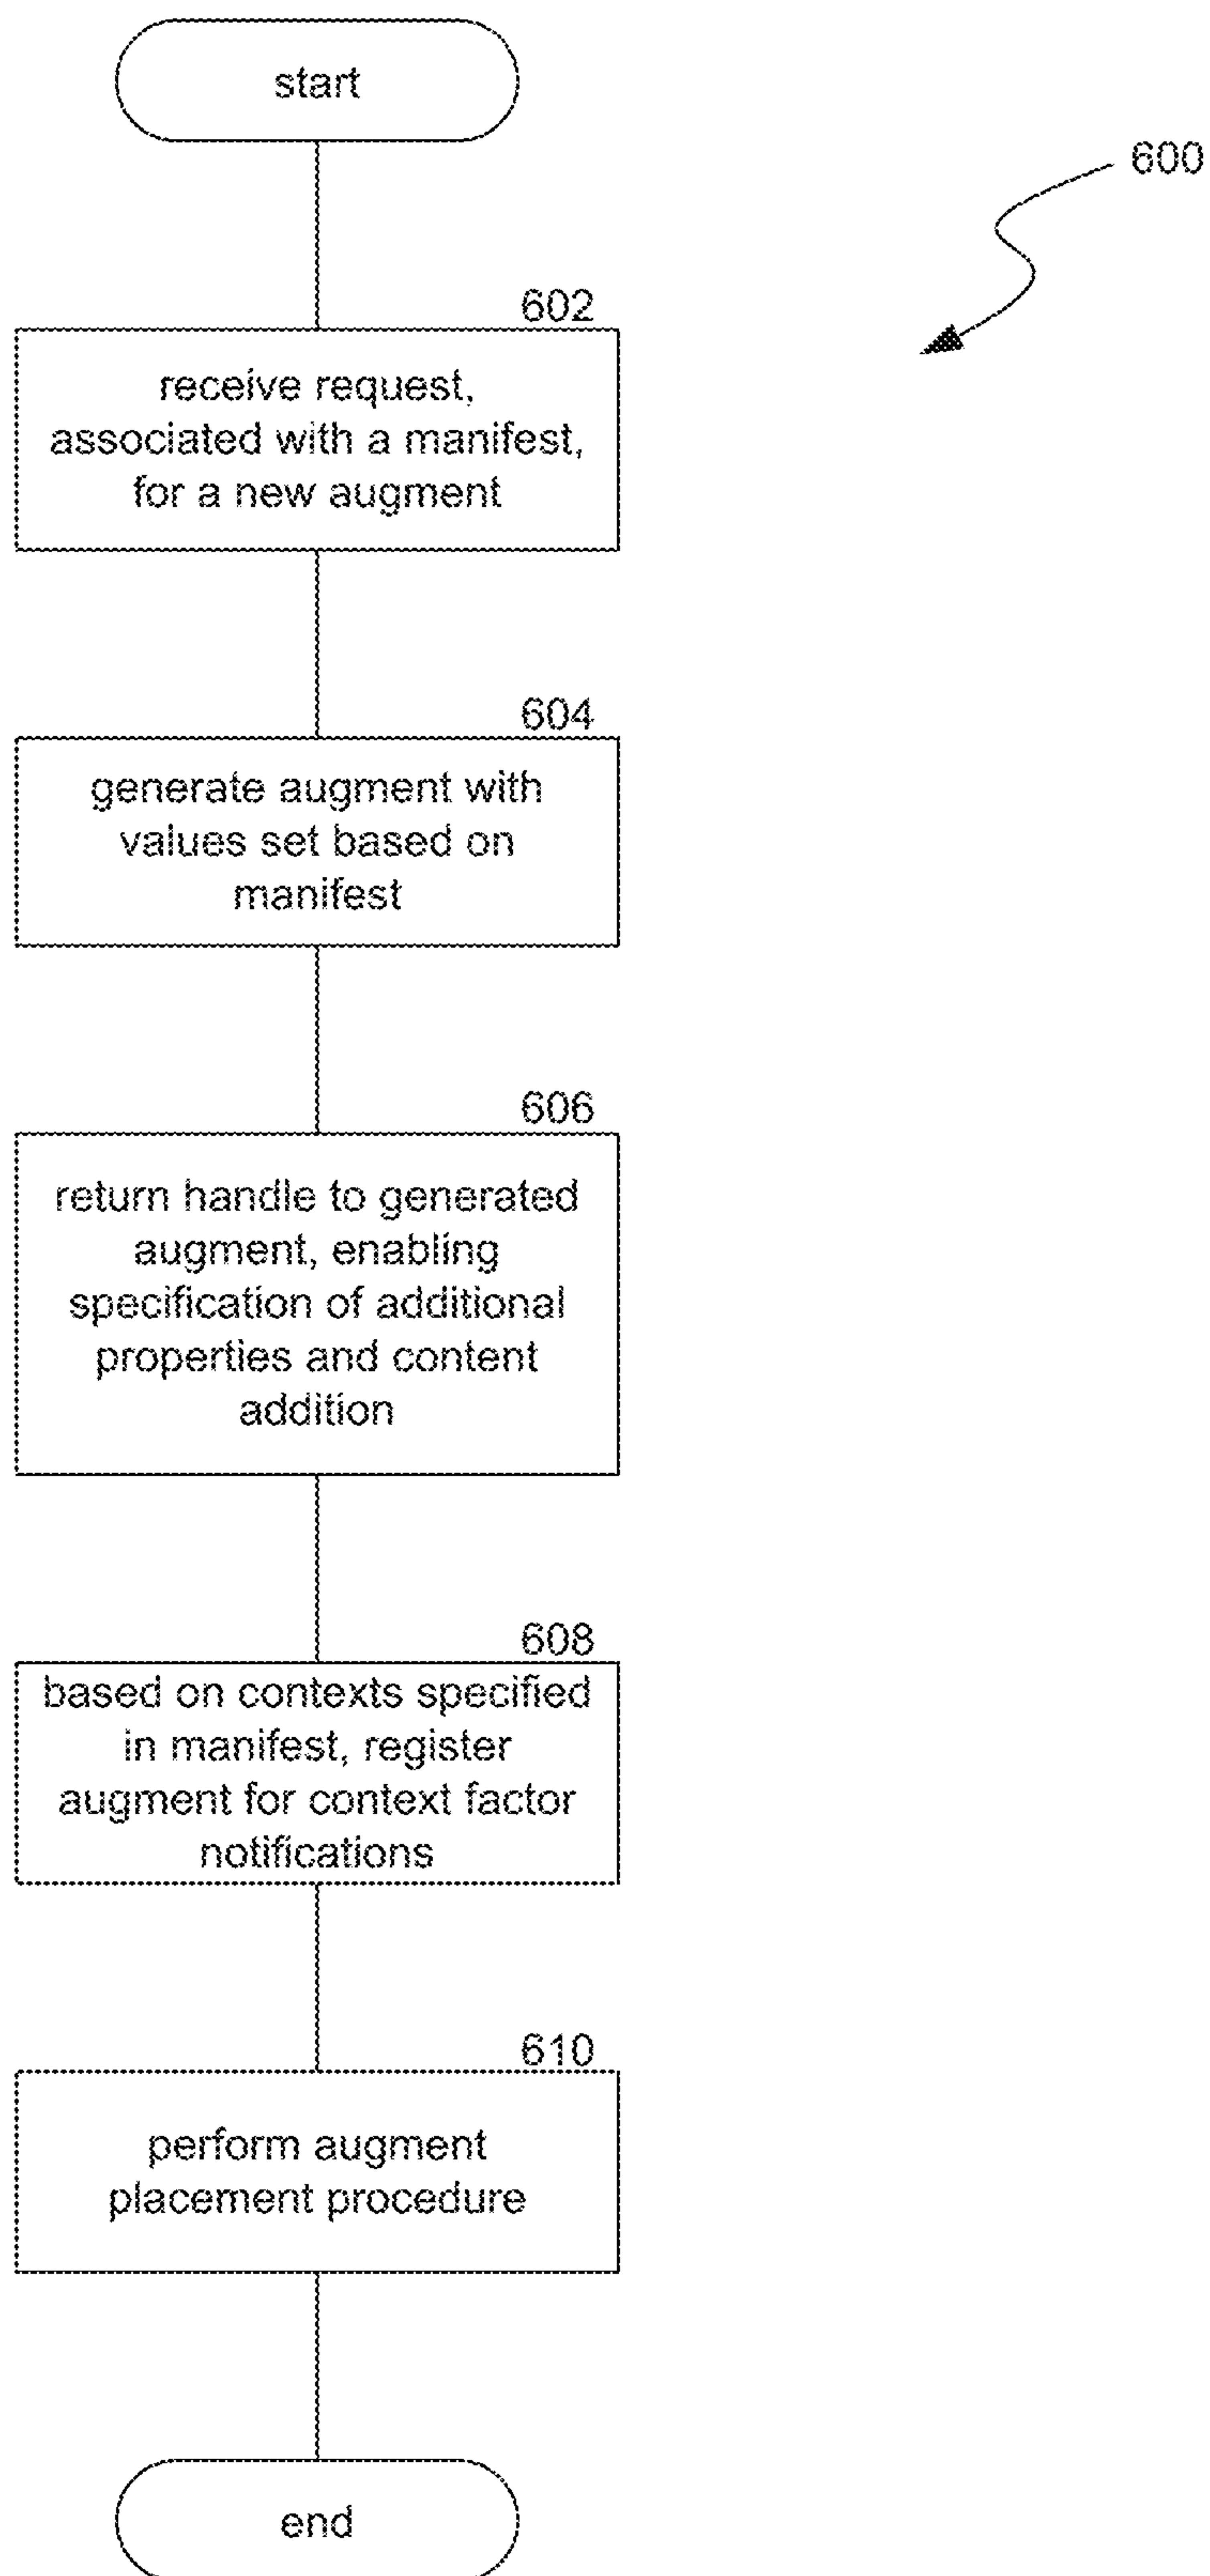 start
600
602
receive request,
associated with a manifest,
for a new augment
604
generate augment with
values set based on
manifest
606
return handle to generated
augment, enabling
specification of additional
properties and content
addition
608
based on contexts specified
in manifest, register
augment for context factor
notifications
610
perform augment
placement procedure
end